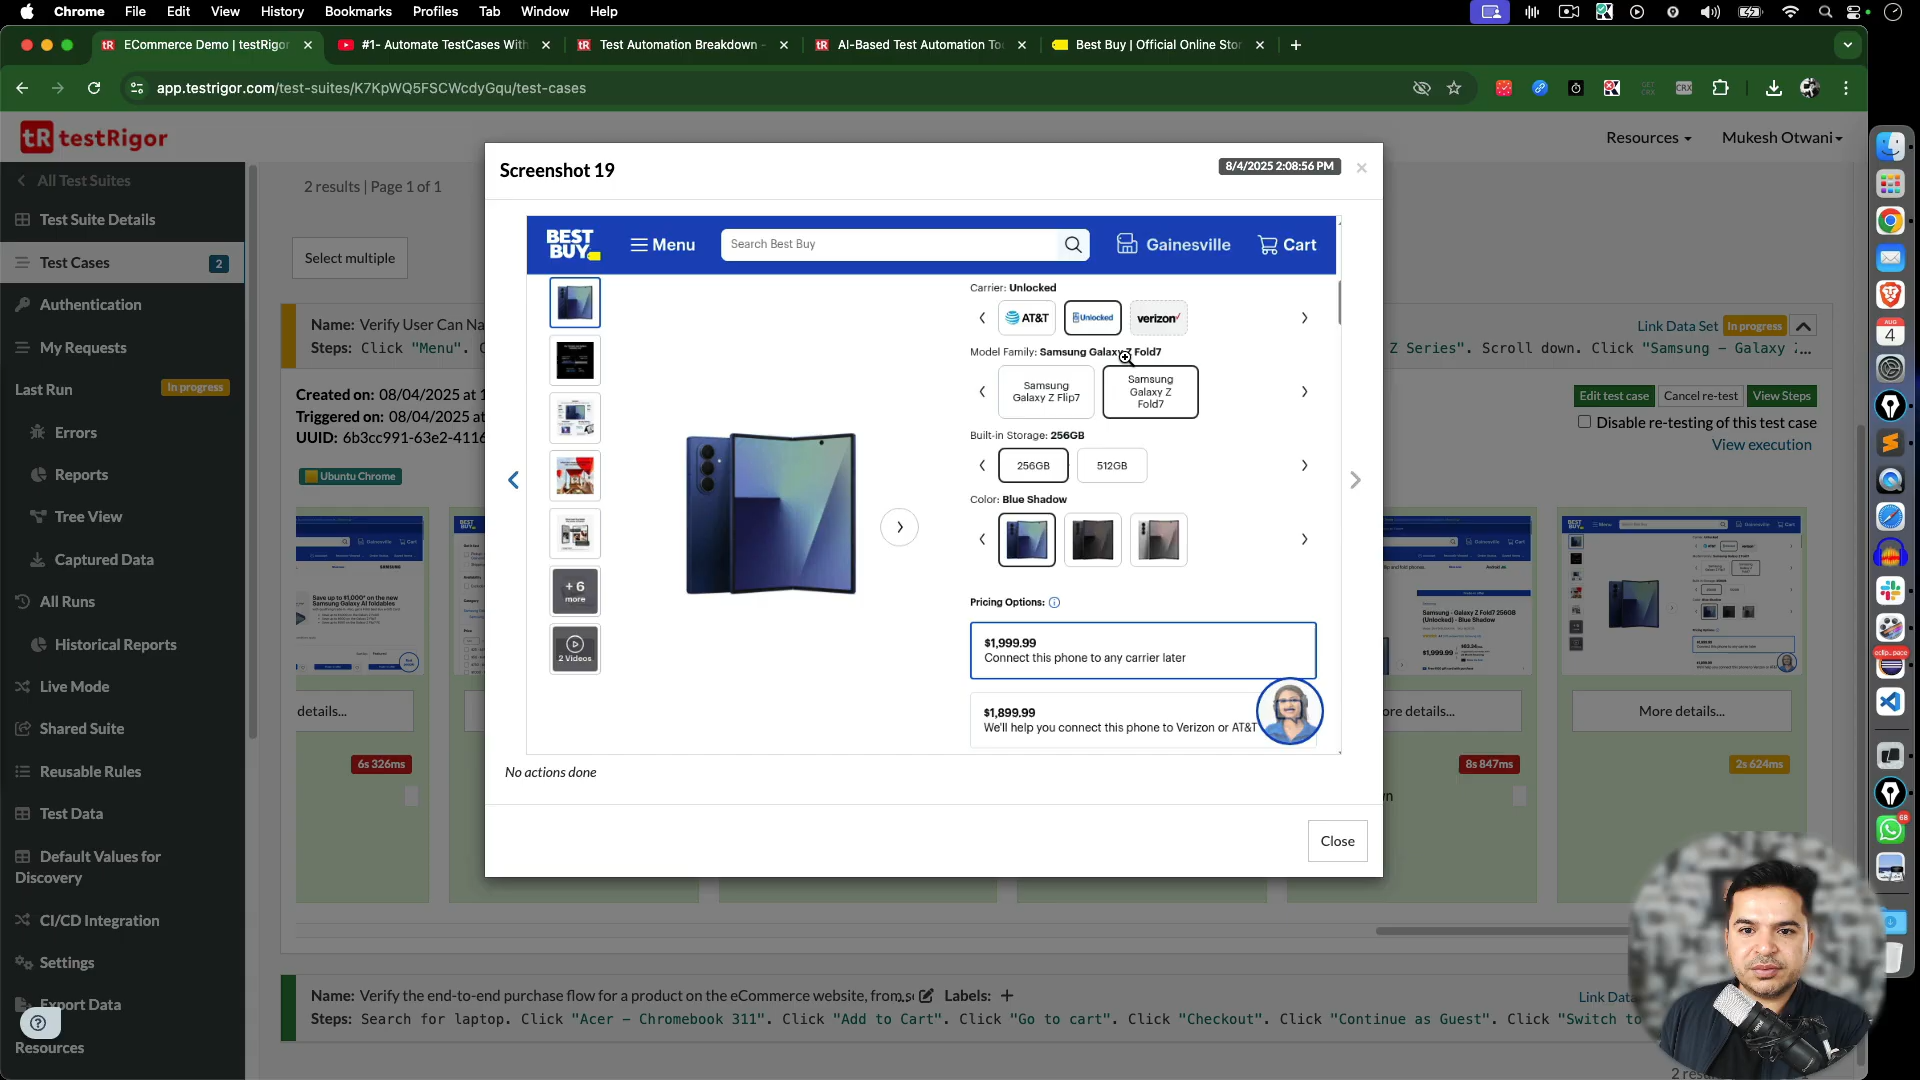 Chrome File Edit View History Bookmarks Profiles Tab Window Help
ECommerce Demo | testRigor
#1- Automate TestCases With
Test Automation Breakdown -
AI-Based Test Automation To
Best Buy | Official Online Stor
app.testrigor.com/test-suites/K7KpWQ5FSCWcdyGqu/test-cases
tR testRigor
Resources
Mukesh Otwani
All Test Suites
Test Suite Details
Test Cases 2
Authentication
My Requests
Last Run In progress
Errors
Reports
Tree View
Captured Data
All Runs
Historical Reports
Live Mode
Shared Suite
Reusable Rules
Test Data
Default Values for
Discovery
CI/CD Integration
Settings
Export Data
Resources
2 results | Page 1 of 1
Select multiple
Name: Verify User Can Na
Steps: Click "Menu".
Link Data Set In progress
Z Series". Scroll down. Click "Samsung – Galaxy
Created on: 08/04/2025 at 1
Triggered on: 08/04/2025 at
UUID: 6b3cc991-63e2-4116
Ubuntu Chrome
Edit test case Cancel re-test View Steps
Disable re-testing of this test case
View execution
details...
6s 326ms
ore details...
8s 847ms
wn
More details...
2s 624ms
Screenshot 19
8/4/2025 2:08:56 PM
BEST BUY
Menu
Search Best Buy
Gainesville
Cart
Carrier: Unlocked
AT&T
Unlocked
verizon
Model Family: Samsung Galaxy Z Fold7
Samsung
Galaxy Z Flip7
Samsung
Galaxy Z
Fold7
Built-in Storage: 256GB
256GB
512GB
Color: Blue Shadow
+ 6
more
2 Videos
Pricing Options:
$1,999.99
Connect this phone to any carrier later
$1,899.99
We'll help you connect this phone to Verizon or AT&T
No actions done
Close
Name: Verify the end-to-end purchase flow for a product on the eCommerce website, from
Labels:
Link Data
Steps: Search for laptop. Click "Acer – Chromebook 311". Click "Add to Cart". Click "Go to cart". Click "Checkout". Click "Continue as Guest". Click "Switch to
AUG
4
68